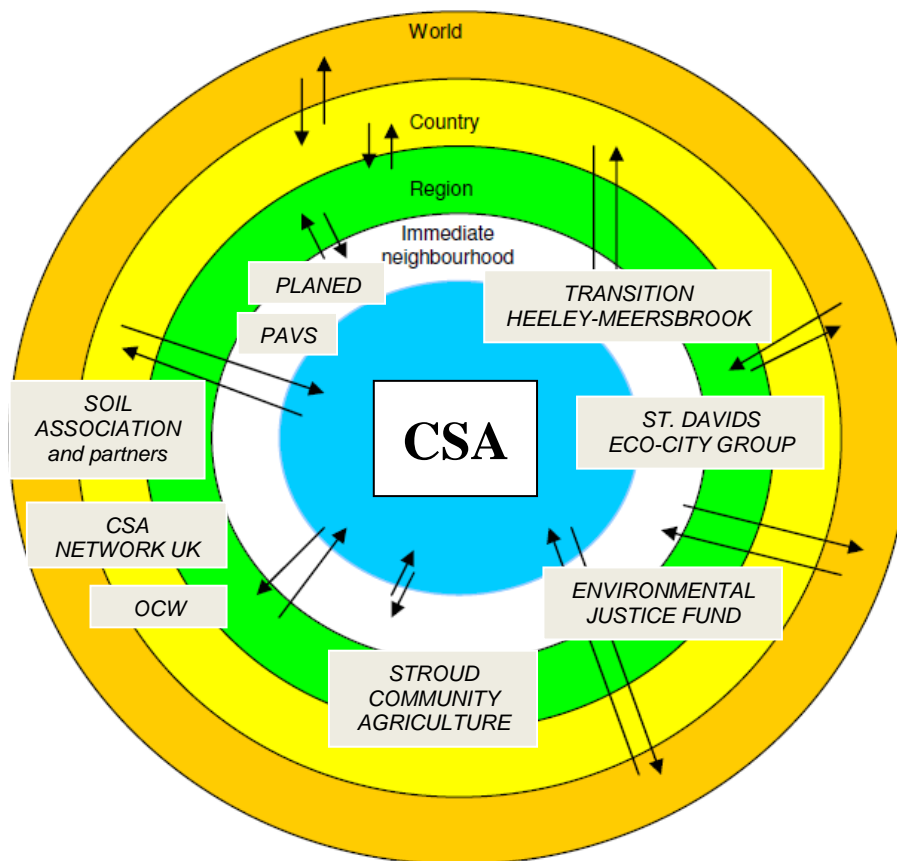 World
Country
Region
Immediate
neighbourhood
PLANED
TRANSITION
HEELEY-MEERSBROOK
PAVS
SOIL
ASSOCIATION
and partners
CSA
ST. DAVIDS
ECO-CITY GROUP
CSA
NETWORK UK
OCW
ENVIRONMENTAL
JUSTICE FUND
STROUD
COMMUNITY
AGRICULTURE